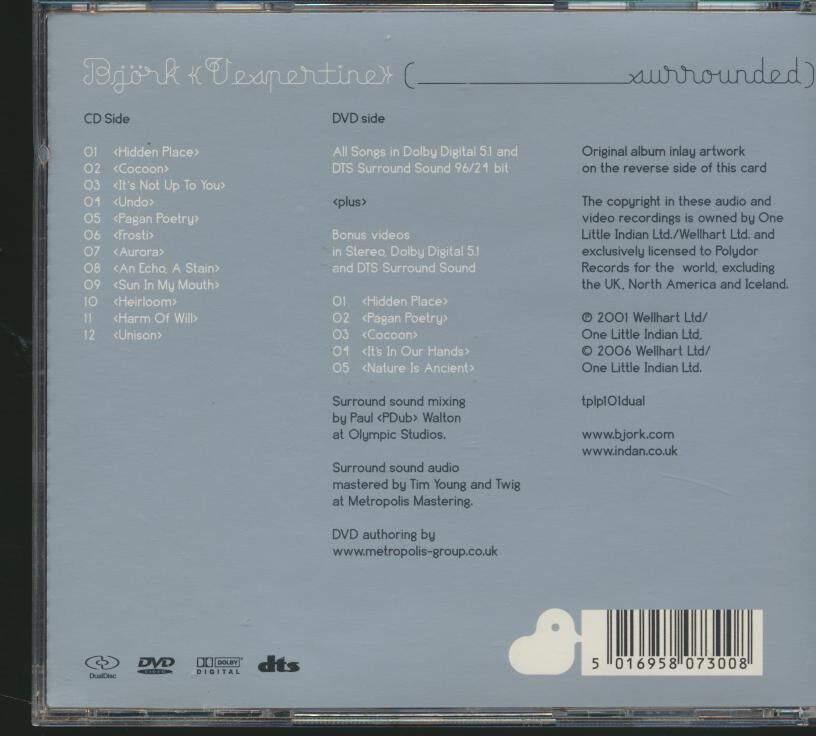 Björk «Vespertine» (____________surrounded)
CD Side
01 <Hidden Place>
02 <Cocoon>
03 <It's Not Up To You>
04 <Undo>
05 <Pagan Poetry>
06 <Frosti>
07 <Aurora>
08 <An Echo, A Stain>
09 <Sun In My Mouth>
10 <Heirloom>
11 <Harm Of Will>
12 <Unison>
DVD side
All Songs in Dolby Digital 5.1 and
DTS Surround Sound 96/24 bit
<plus>
Bonus videos
in Stereo, Dolby Digital 5.1
and DTS Surround Sound
01 <Hidden Place>
02 <Pagan Poetry>
03 <Cocoon>
04 <It's In Our Hands>
05 <Nature Is Ancient>
Surround sound mixing
by Paul <PDub> Walton
at Olympic Studios.
Surround sound audio
mastered by Tim Young and Twig
at Metropolis Mastering.
DVD authoring by
www.metropolis-group.co.uk
Original album inlay artwork
on the reverse side of this card
The copyright in these audio and
video recordings is owned by One
Little Indian Ltd./Wellhart Ltd. and
exclusively licensed to Polydor
Records for the world, excluding
the UK, North America and Iceland.
℗ 2001 Wellhart Ltd/
One Little Indian Ltd,
© 2006 Wellhart Ltd/
One Little Indian Ltd.
tplp101dual
www.bjork.com
www.indian.co.uk
DualDisc
DVD VIDEO
DOLBY DIGITAL
dts
5 016958 073008